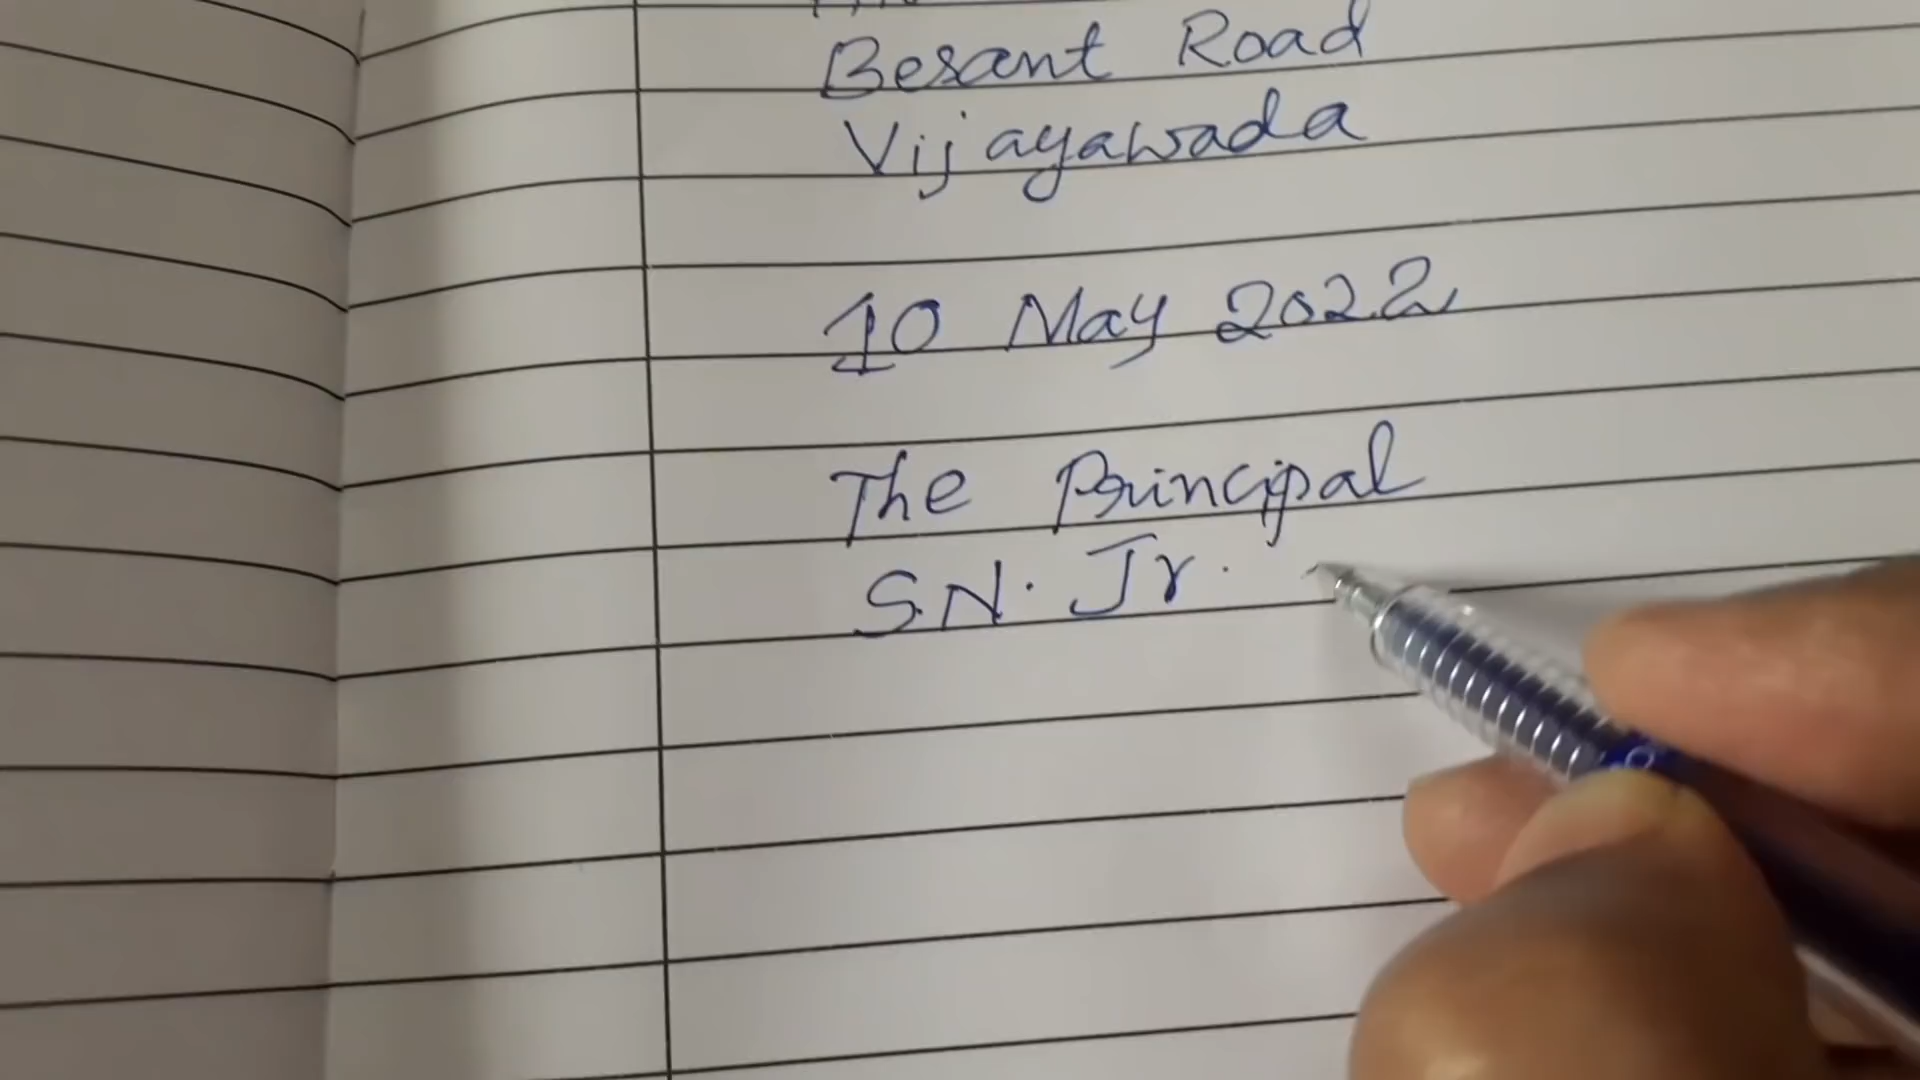 Besant Road
Vijayawada
10 May 2022
The Principal
S.N. Jr.